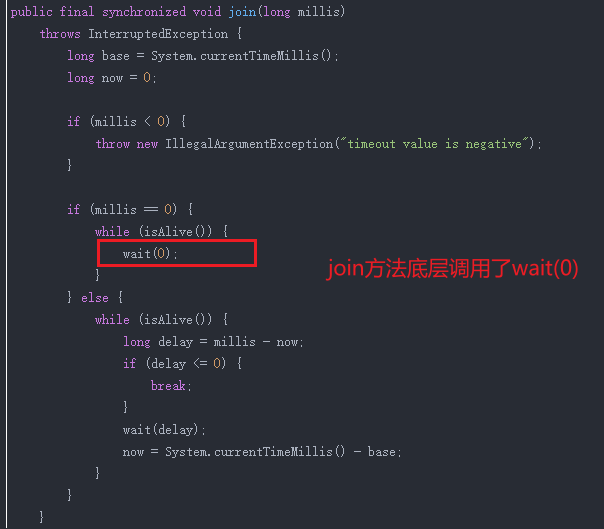 public final synchronized void join(long millis)
throws InterruptedException {
long base = System.currentTimeMillis();
long now = 0;
if (millis < 0) {
throw new IllegalArgumentException("timeout value is negative");
}
if (millis == 0) {
while (isAlive()) {
wait(0);
}
join方法底层调用了wait(0)
} else {
while (isAlive()) {
long delay = millis - now;
if (delay <= 0) {
break;
}
wait(delay);
now = System.currentTimeMillis() - base;
}
}
}